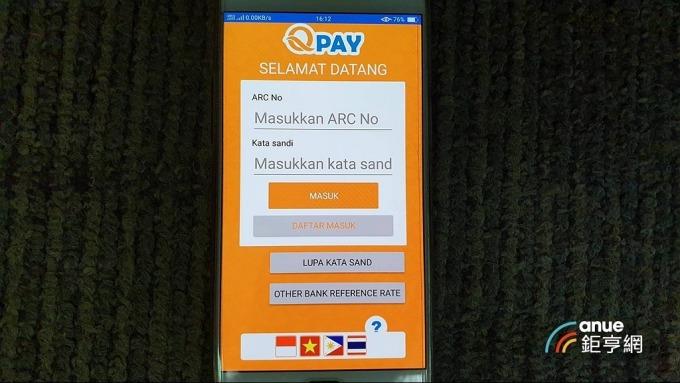 0.00KB/s 16:12 76%
QPAY
SELAMAT DATANG
ARC No
Masukkan ARC No
Kata sandi
Masukkan kata sand
MASUK
DAFTAR MASUK
LUPA KATA SAND
OTHER BANK REFERENCE RATE
?
anue
鉅亨網